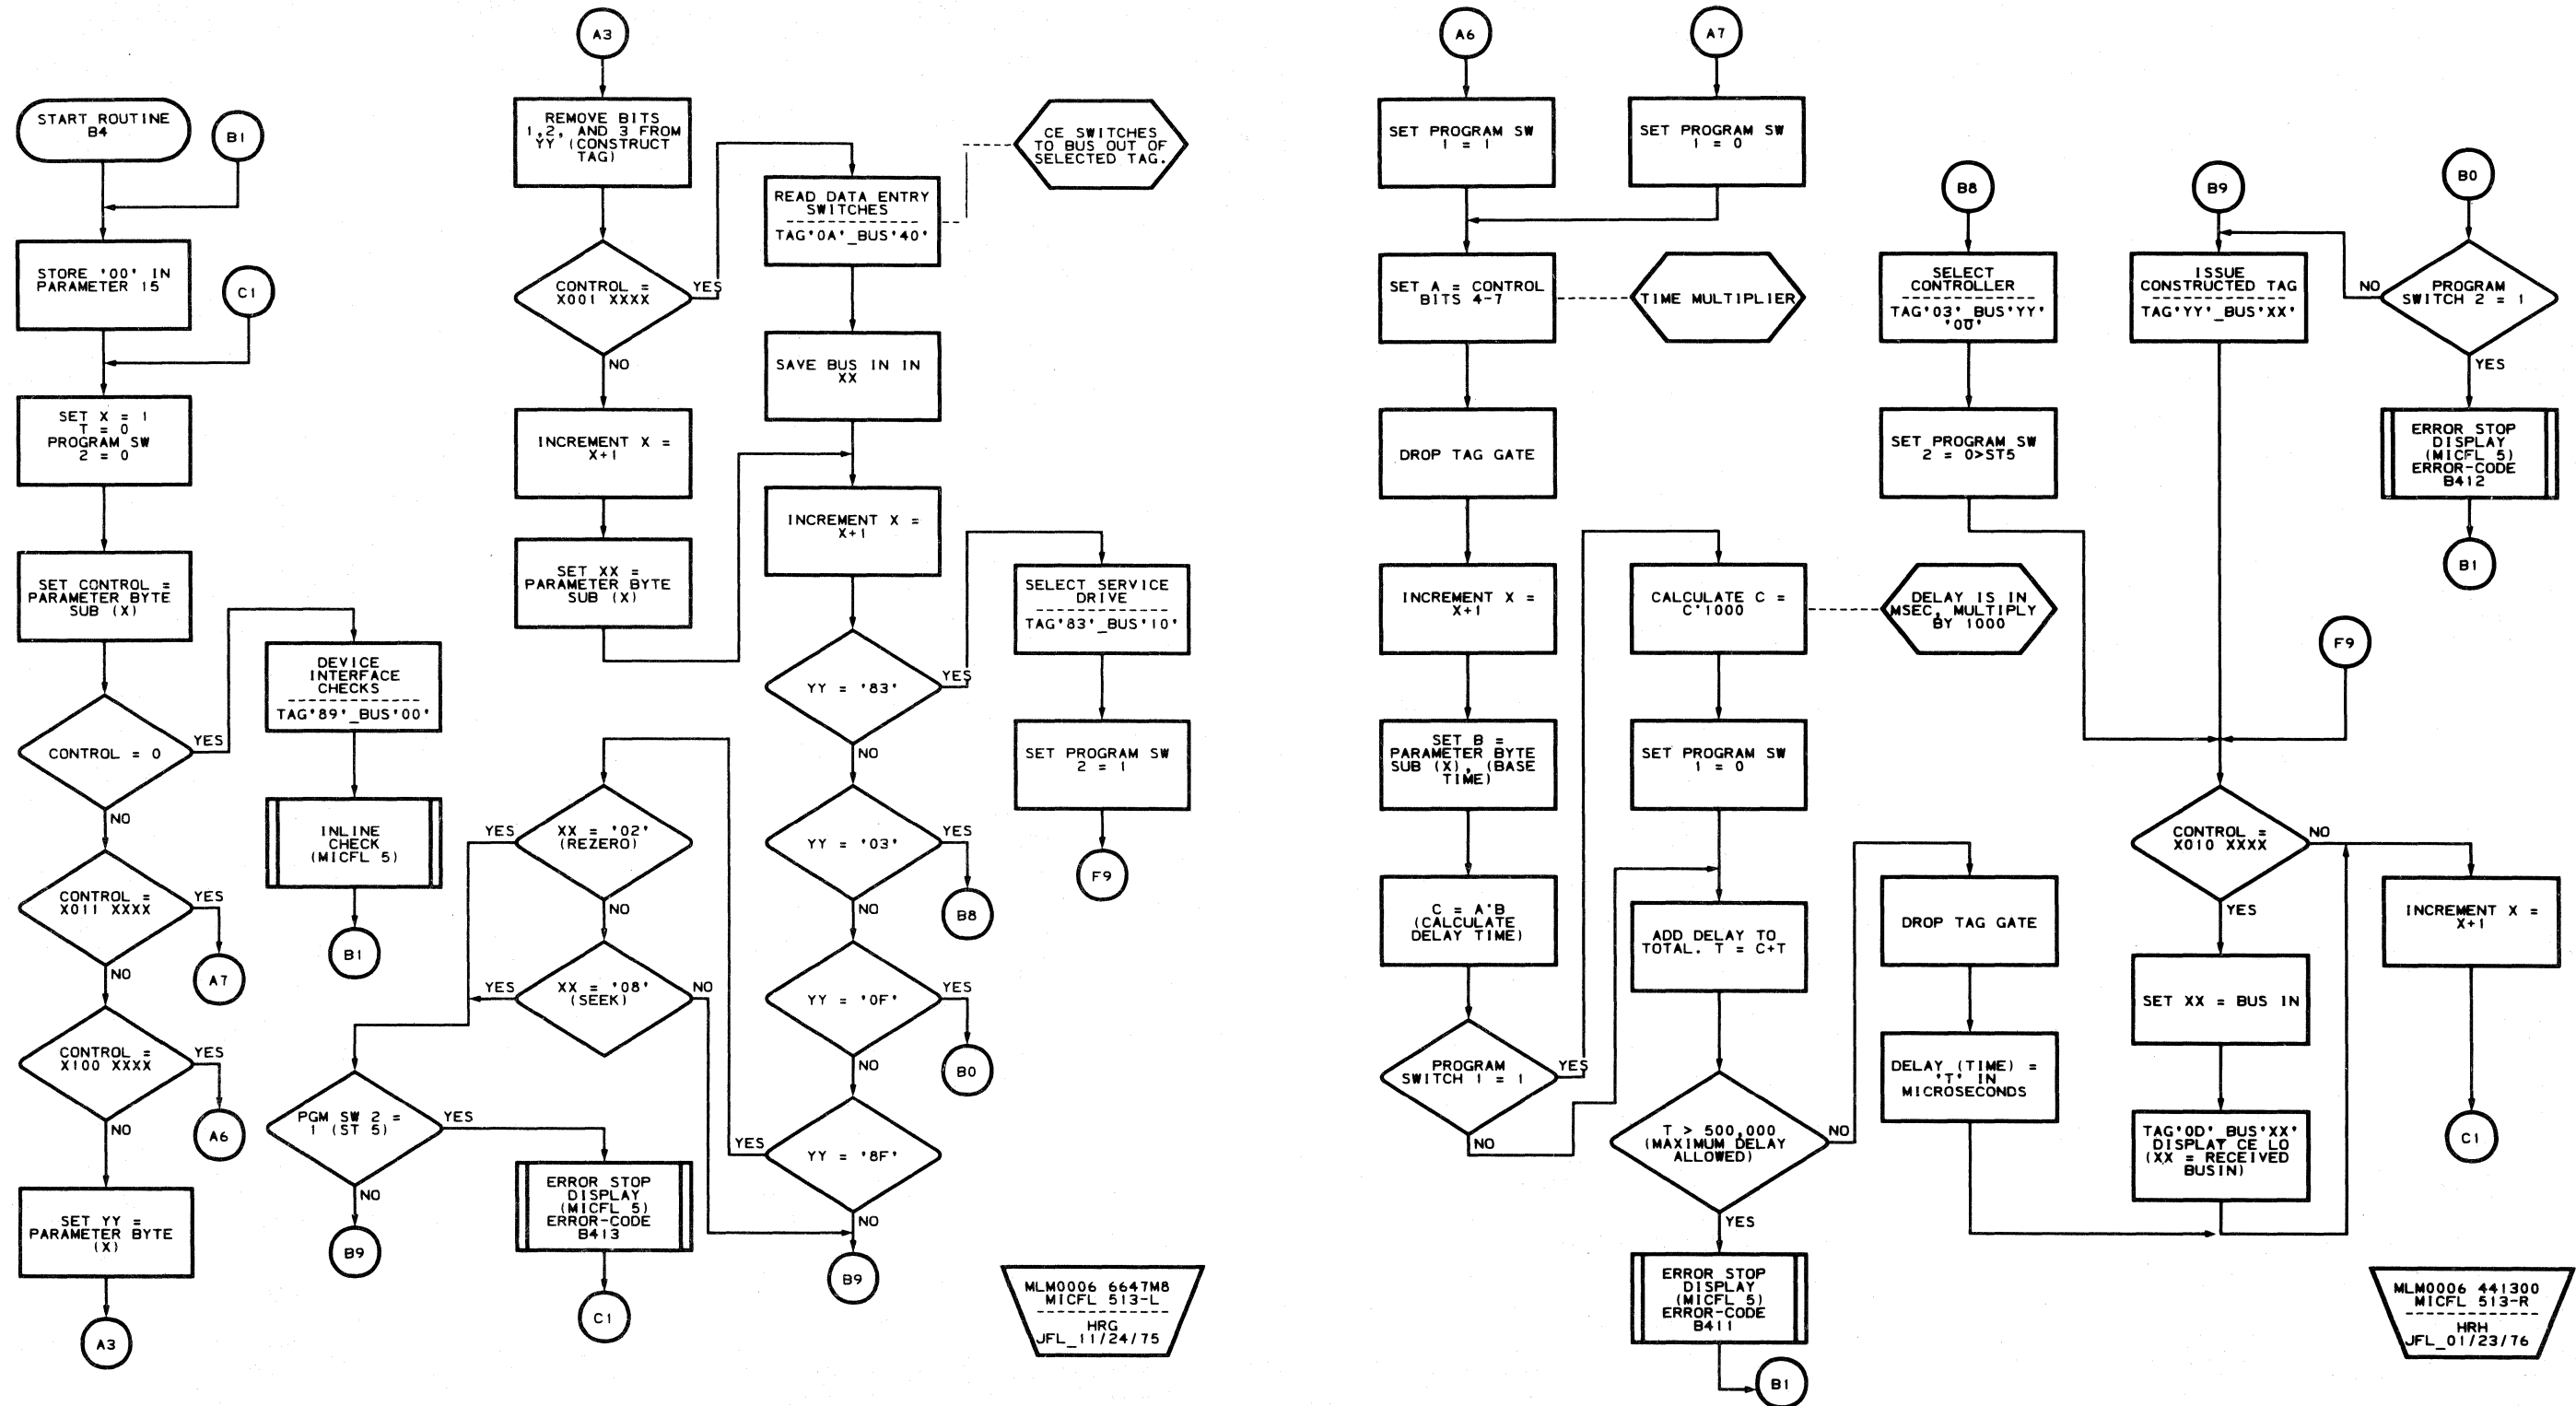 START ROUTINE
B4
B1
STORE '00' IN
PARAMETER 15
C1
SET X = 1
T = 0
PROGRAM SW
2 = 0
SET CONTROL =
PARAMETER BYTE
SUB (X)
CONTROL = 0
YES
NO
DEVICE
INTERFACE
CHECKS
TAG'89'_BUS'00'
INLINE
CHECK
(MICFL 5)
B1
CONTROL =
X011 XXXX
YES
NO
A7
CONTROL =
X100 XXXX
YES
NO
A6
SET YY =
PARAMETER BYTE
(X)
A3
A3
REMOVE BITS
1,2, AND 3 FROM
YY (CONSTRUCT
TAG)
CONTROL =
X001 XXXX
YES
NO
READ DATA ENTRY
SWITCHES
TAG'0A'_BUS'40'
CE SWITCHES
TO BUS OUT OF
SELECTED TAG.
SAVE BUS IN IN
XX
INCREMENT X =
X+1
SET XX =
PARAMETER BYTE
SUB (X)
INCREMENT X =
X+1
YY = '83'
YES
NO
SELECT SERVICE
DRIVE
TAG'83'_BUS'10'
SET PROGRAM SW
2 = 1
F9
YY = '03'
YES
NO
B8
YY = '0F'
YES
NO
B0
YY = '8F'
YES
NO
B9
XX = '02'
(REZERO)
YES
NO
XX = '08'
(SEEK)
YES
NO
PGM SW 2 =
1 (ST 5)
YES
NO
B9
ERROR STOP
DISPLAY
(MICFL 5)
ERROR-CODE
B413
C1
MLM0006 6647M8
MICFL 513-L
HRG
JFL_11/24/75
A6
SET PROGRAM SW
1 = 1
A7
SET PROGRAM SW
1 = 0
SET A = CONTROL
BITS 4-7
TIME MULTIPLIER
DROP TAG GATE
INCREMENT X =
X+1
SET B =
PARAMETER BYTE
SUB (X), (BASE
TIME)
C = A*B
(CALCULATE
DELAY TIME)
PROGRAM
SWITCH 1 = 1
YES
NO
CALCULATE C =
C*1000
DELAY IS IN
MSEC, MULTIPLY
BY 1000
SET PROGRAM SW
1 = 0
ADD DELAY TO
TOTAL. T = C+T
T > 500,000
(MAXIMUM DELAY
ALLOWED)
NO
YES
ERROR STOP
DISPLAY
(MICFL 5)
ERROR-CODE
B411
B1
DROP TAG GATE
DELAY (TIME) =
'T' IN
MICROSECONDS
B8
SELECT
CONTROLLER
TAG'03'_BUS'YY'
'00'
SET PROGRAM SW
2 = 0>ST5
B9
ISSUE
CONSTRUCTED TAG
TAG'YY'_BUS'XX'
B0
PROGRAM
SWITCH 2 = 1
NO
YES
ERROR STOP
DISPLAY
(MICFL 5)
ERROR-CODE
B412
B1
F9
CONTROL =
X010 XXXX
NO
YES
SET XX = BUS IN
TAG'0D'_BUS'XX'
DISPLAY CE LO
(XX = RECEIVED
BUSIN)
INCREMENT X =
X+1
C1
MLM0006 441300
MICFL 513-R
HRH
JFL_01/23/76